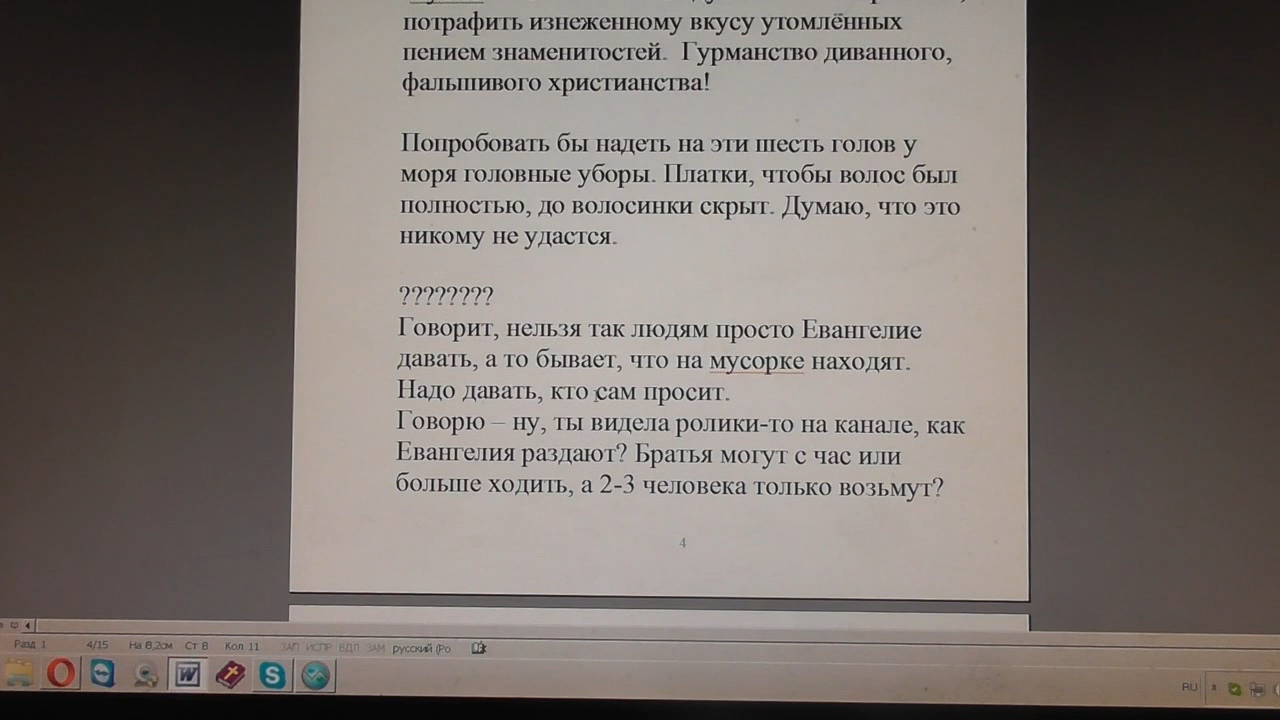 потрафить изнеженному вкусу утомлённых
пением знаменитостей.  Гурманство диванного,
фальшивого христианства!
Попробовать бы надеть на эти шесть голов у
моря головные уборы. Платки, чтобы волос был
полностью, до волосинки скрыт. Думаю, что это
никому не удастся.
????????
Говорит, нельзя так людям просто Евангелие
давать, а то бывает, что на мусорке находят.
Надо давать, кто сам просит.
Говорю – ну, ты видела ролики-то на канале, как
Евангелия раздают? Братья могут с час или
больше ходить, а 2-3 человека только возьмут?
4
Разд 1 4/15 На 8,2см Ст 8 Кол 11 ЗАП ИСПР ВДЛ ЗАМ русский (Ро
RU